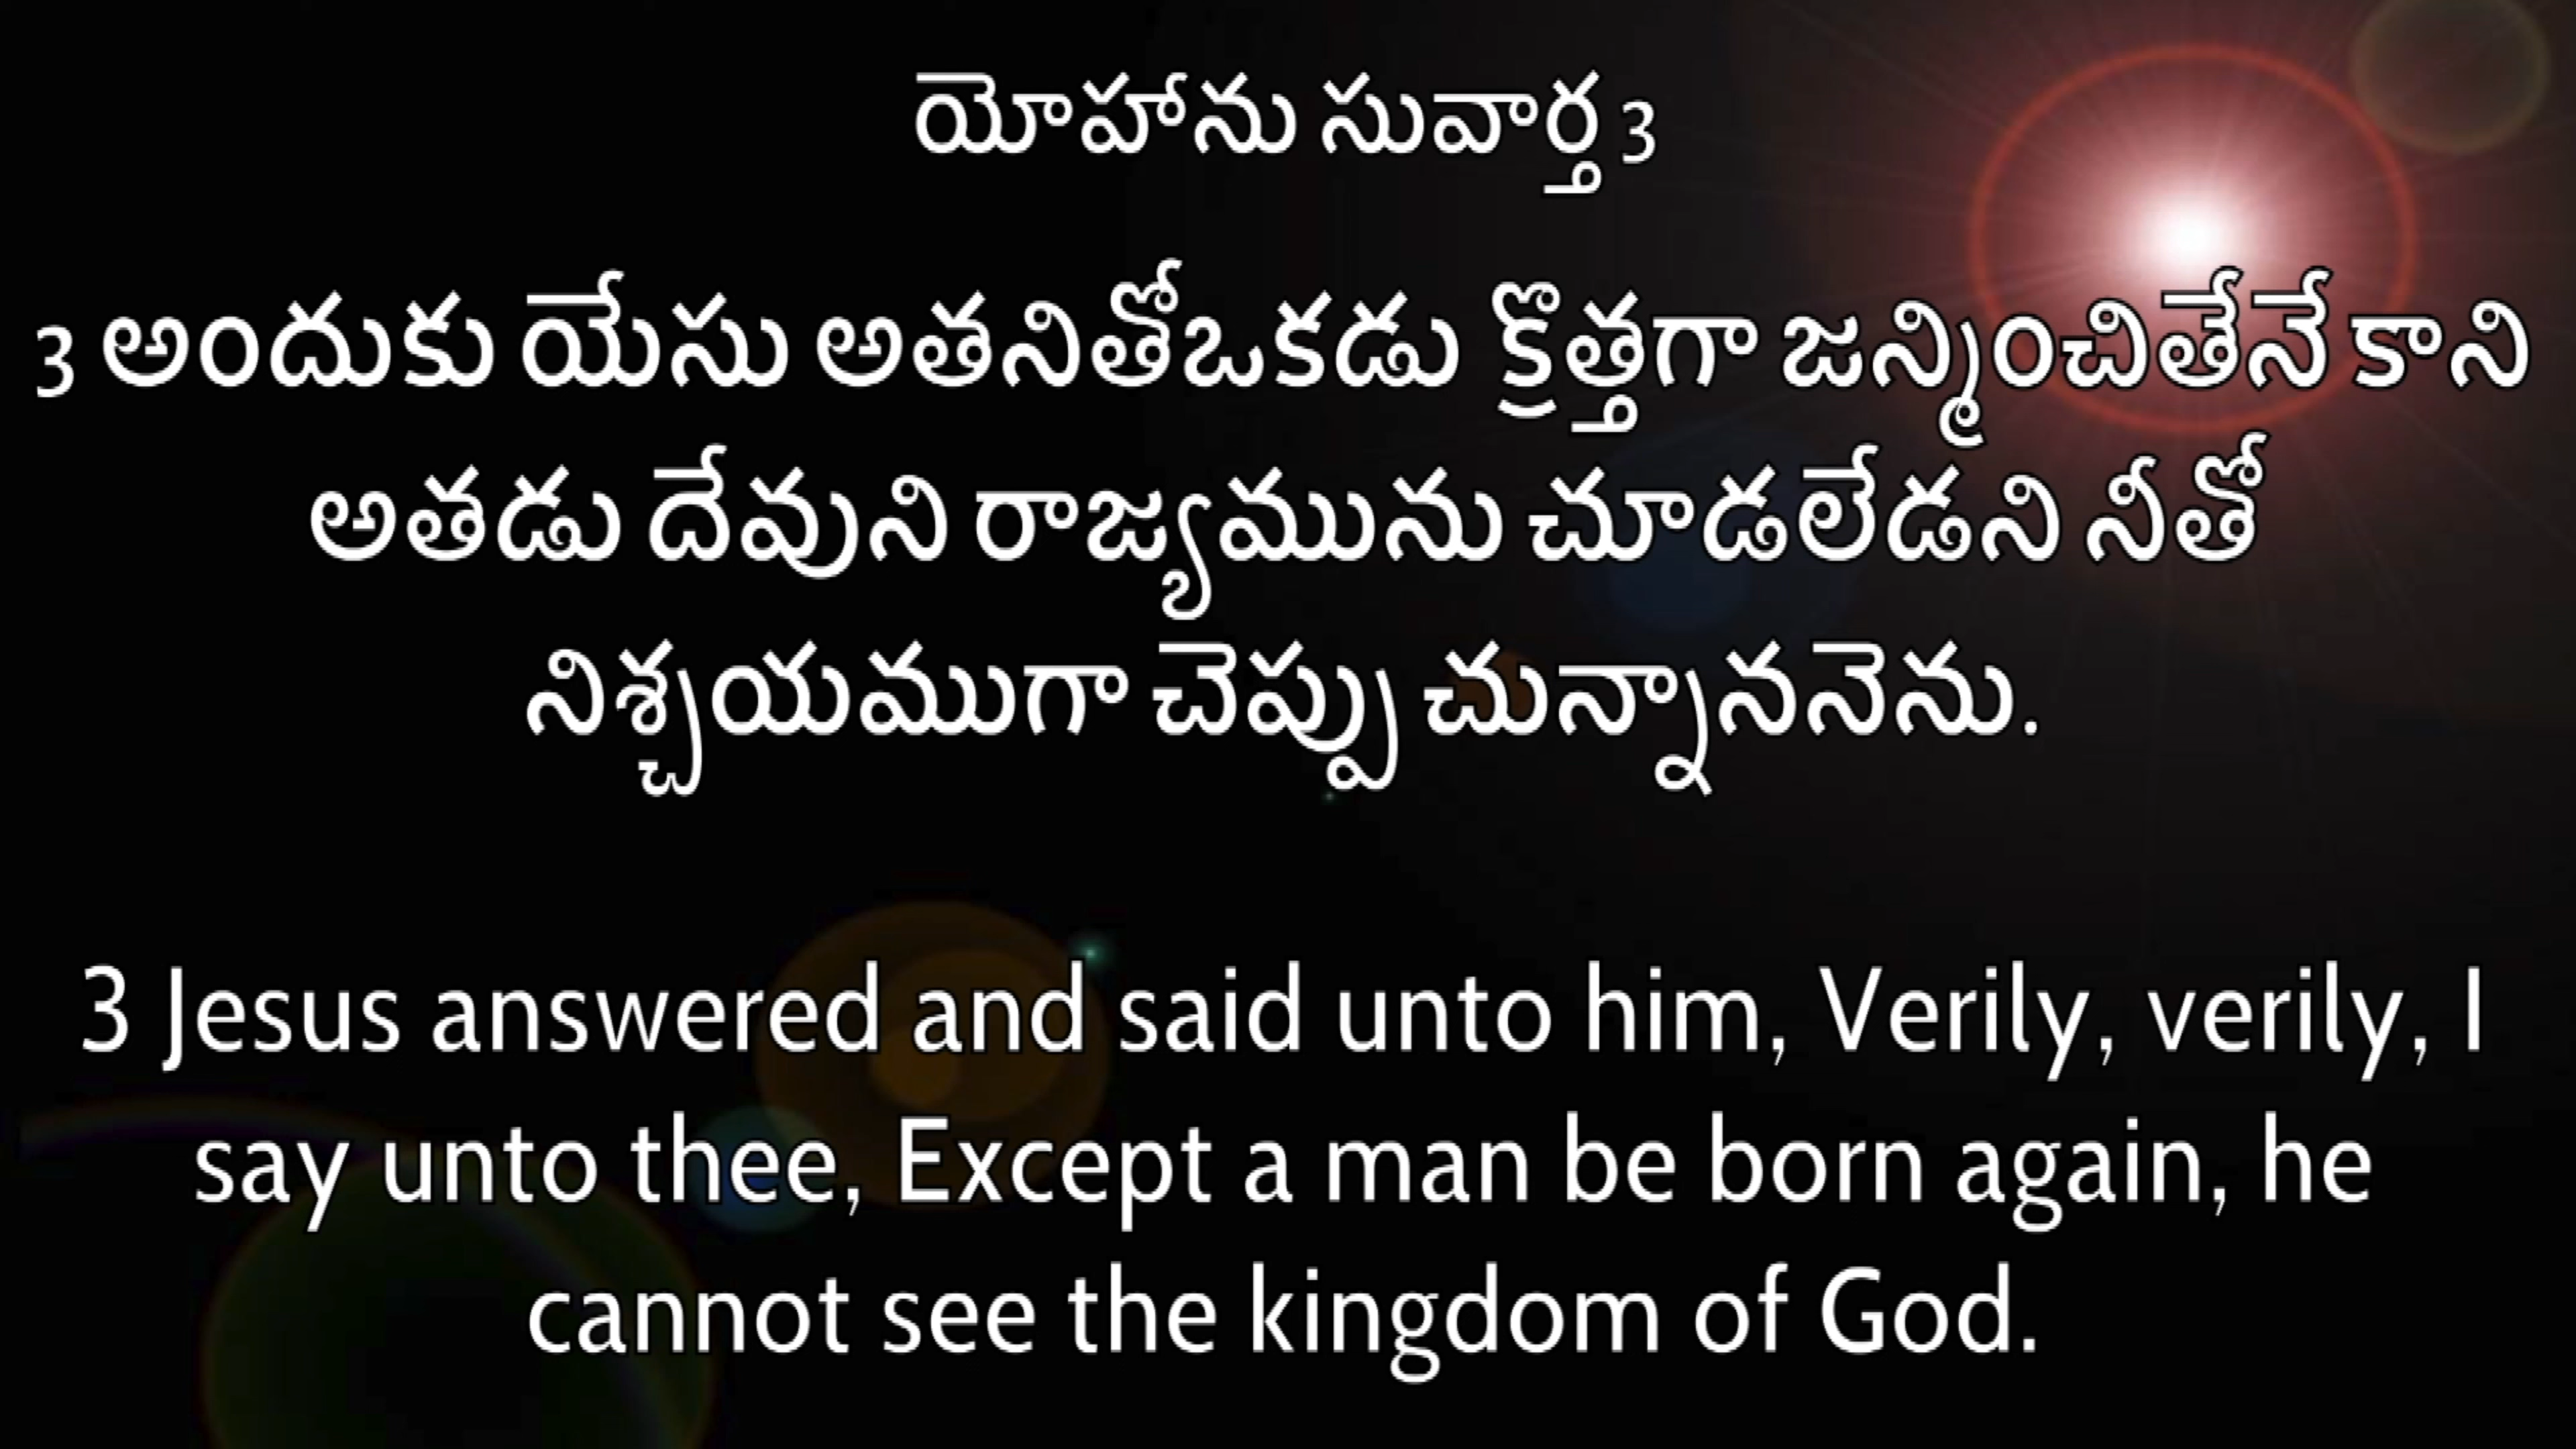 యోహాను సువార్త 3
3 అందుకు యేసు అతనితోఒకడు క్రొత్తగా జన్మించితేనే కాని
అతడు దేవుని రాజ్యమును చూడలేడని నీతో
నిశ్చయముగా చెప్పు చున్నాననెను.
3 Jesus answered and said unto him, Verily, verily, I
say unto thee, Except a man be born again, he
cannot see the kingdom of God.